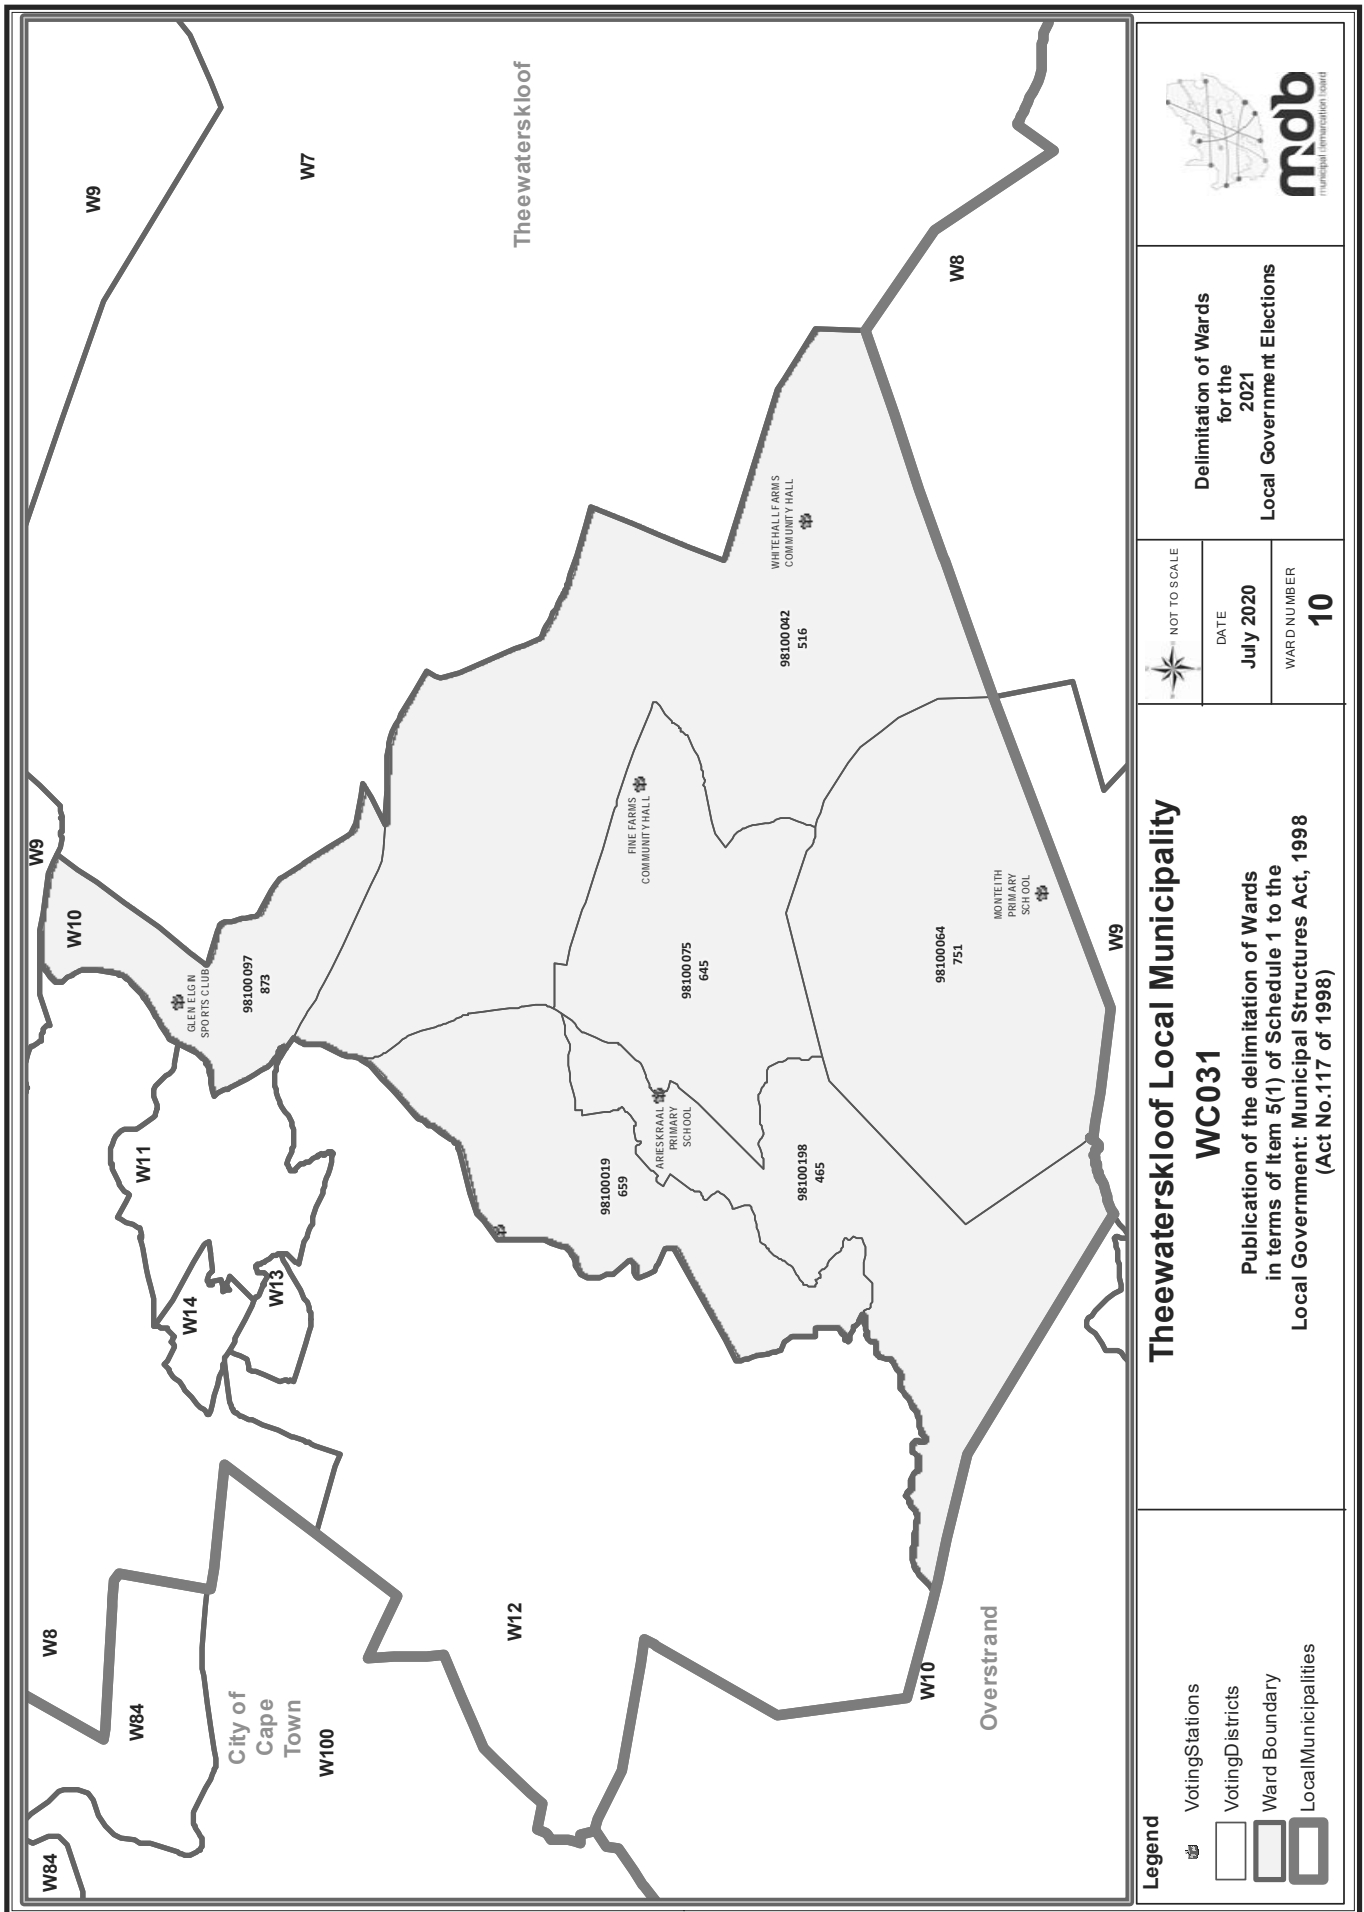 W9
W7
Theewaterskloof
W8
W9
W10
GLEN ELGN
SPORTS CLUB
98100097
873
WHITEHALL FARMS
COMMUNITY HALL
98100042
516
FINE FARMS
COMMUNITY HALL
98100075
645
MONTEITH
PRIMARY
SCHOOL
98100064
751
W9
ARIESKRAAL
PRIMARY
SCHOOL
98100019
659
98100198
465
W11
W14
W13
W8
W84
City of
Cape
Town
W100
W84
W12
W10
Overstrand
Legend
VotingStations
VotingDistricts
Ward Boundary
LocalMunicipalities
Theewaterskloof Local Municipality
WC031
Publication of the delimitation of Wards
in terms of Item 5(1) of Schedule 1 to the
Local Government: Municipal Structures Act, 1998
(Act No.117 of 1998)
NOT TO SCALE
DATE
July 2020
WARD NUMBER
10
Delimitation of Wards
for the
2021
Local Government Elections
mdb
municipal demarcation board